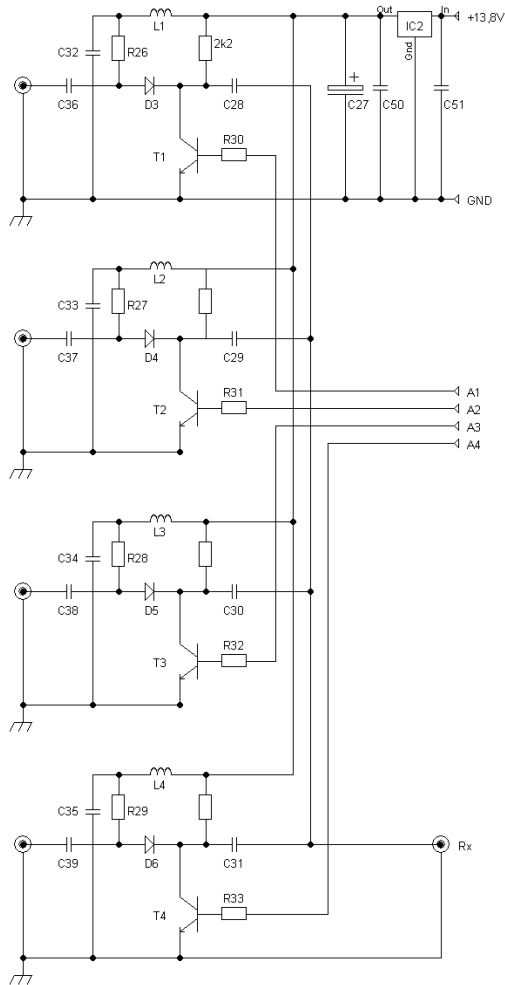 L1
Out
In
+13,8V
IC2
C32
R26
2k2
Gnd
C36
D3
C28
C27
C50
C51
R30
T1
GND
L2
C33
R27
C37
D4
C29
R31
T2
A1
A2
A3
A4
L3
C34
R28
C38
D5
C30
R32
T3
L4
C35
R29
C39
D6
C31
Rx
R33
T4
+